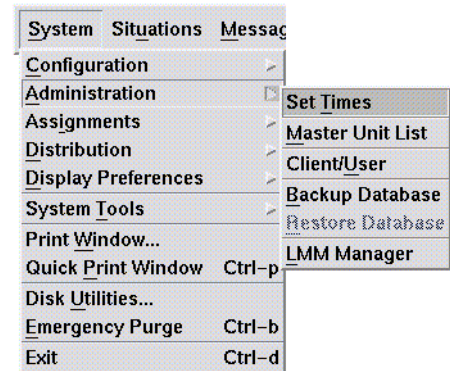 System Situations Messag
Configuration
Administration
Assignments
Distribution
Display Preferences
System Tools
Print Window...
Quick Print Window Ctrl-p
Disk Utilities...
Emergency Purge Ctrl-b
Exit Ctrl-d
Set Times
Master Unit List
Client/User
Backup Database
Restore Database
LMM Manager